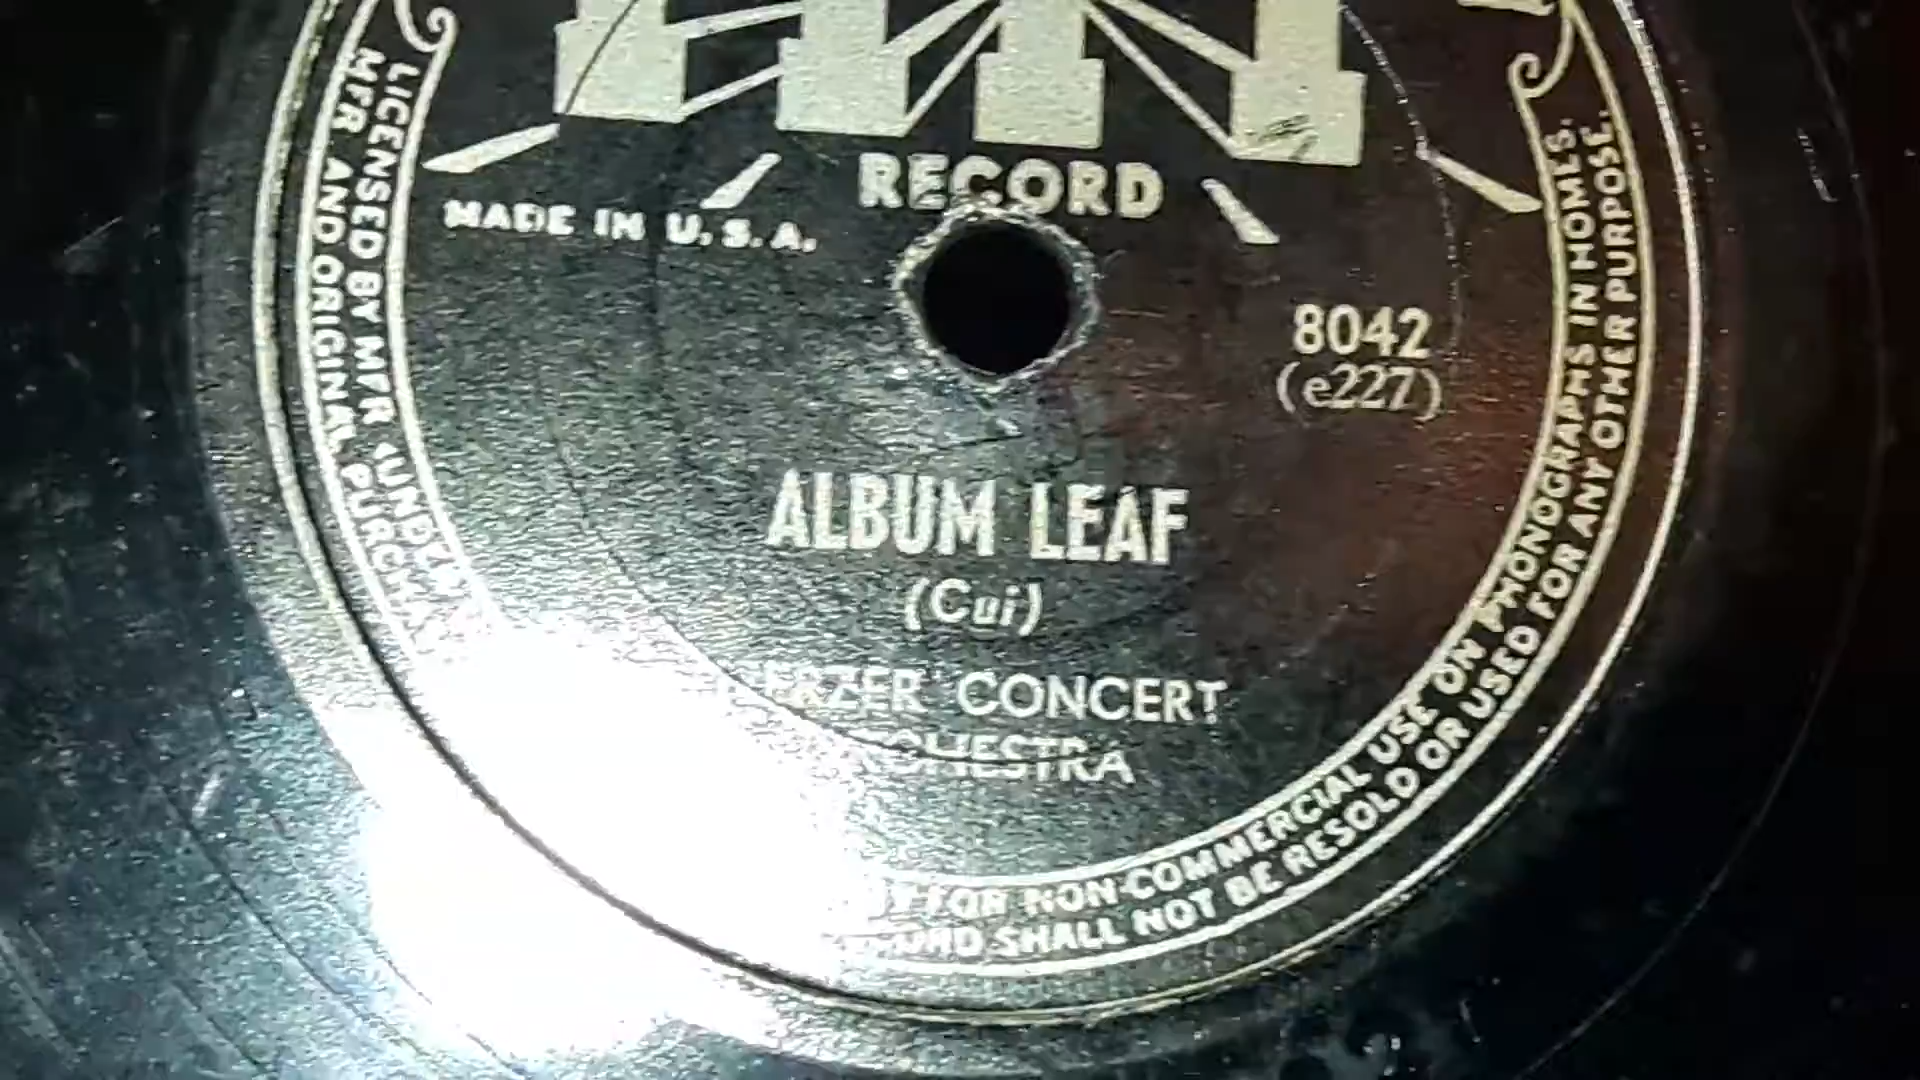 RECORD
MADE IN U.S.A.
8042
(e227)
ALBUM LEAF
(Cui)
CONCERT
LICENSED BY MFR
MFR AND ORIGINAL
FOR NON-COMMERCIAL USE ON PHONOGRAPHS IN HOMES.
SHALL NOT BE RESOLD OR USED FOR ANY OTHER PURPOSE.